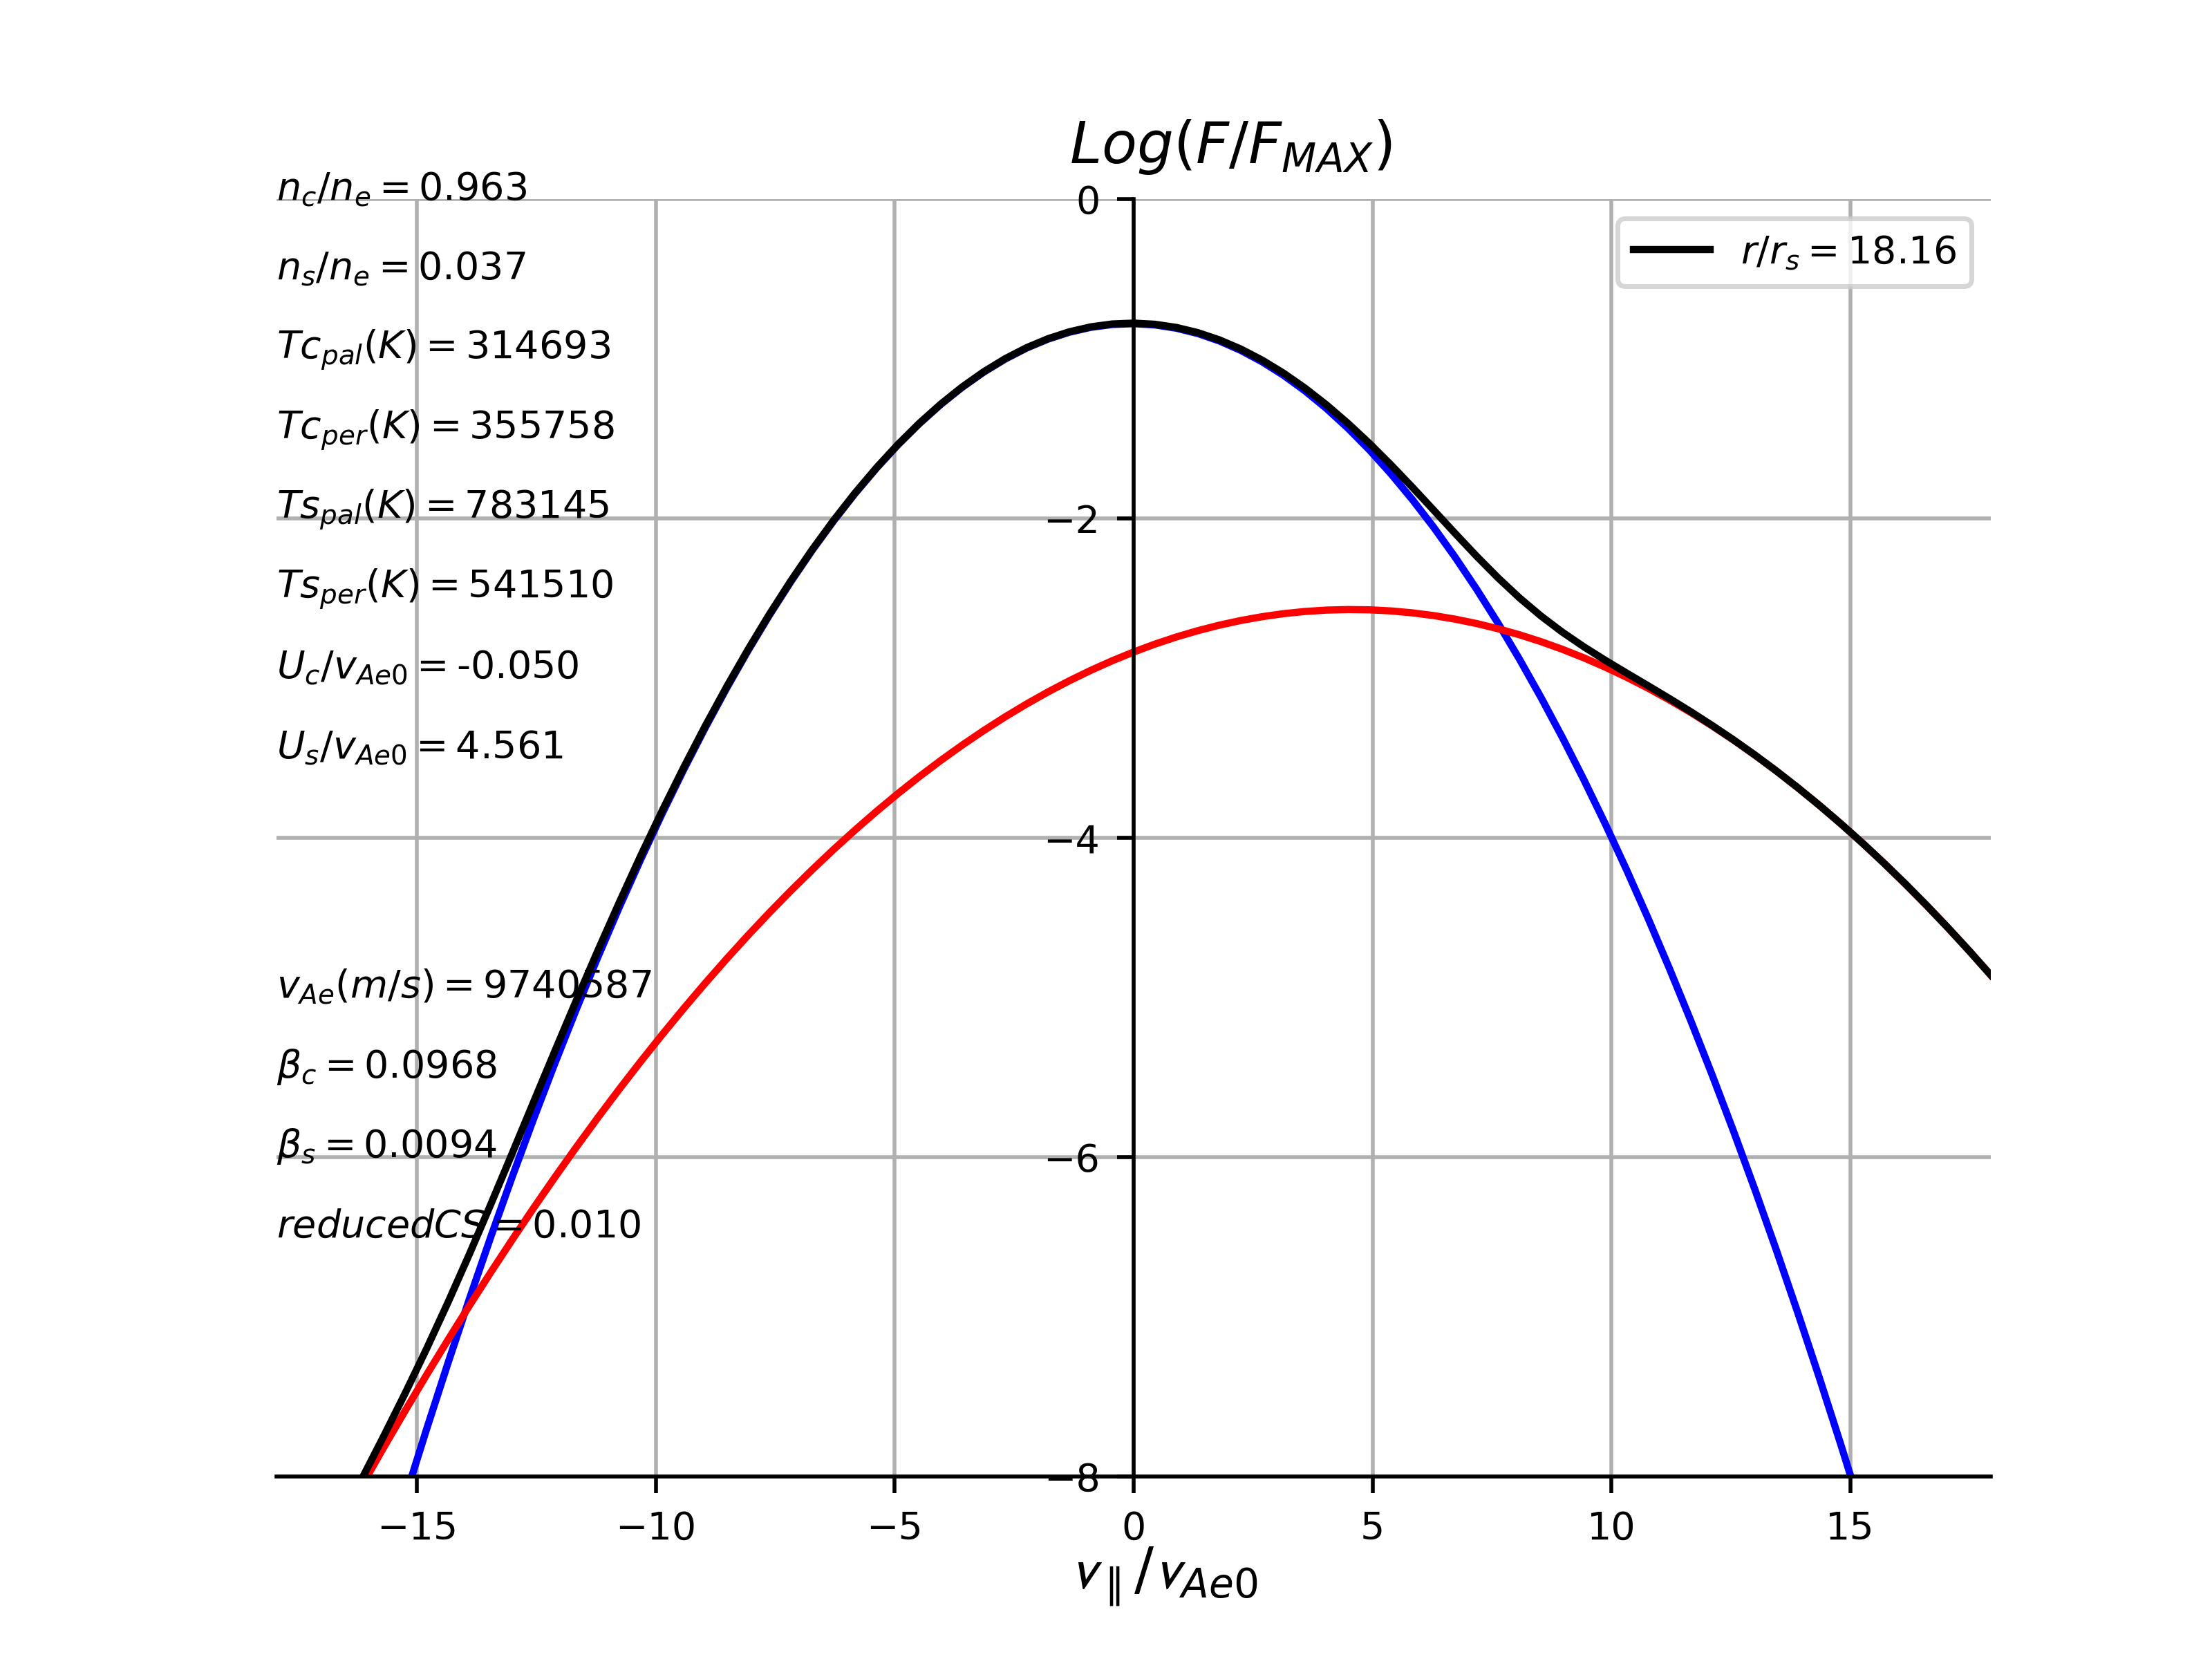 Log(F/F_MAX)
n_c/n_e = 0.963
n_s/n_e = 0.037
Tc_pal(K) = 314693
Tc_per(K) = 355758
Ts_pal(K) = 783145
Ts_per(K) = 541510
U_c/v_Ae0 = -0.050
U_s/v_Ae0 = 4.561
v_Ae(m/s) = 9740587
β_c = 0.0968
β_s = 0.0094
reducedCS = 0.010
r/r_s = 18.16
0
−2
−4
−6
−8
−15 −10 −5 0 5 10 15
v_∥/v_Ae0